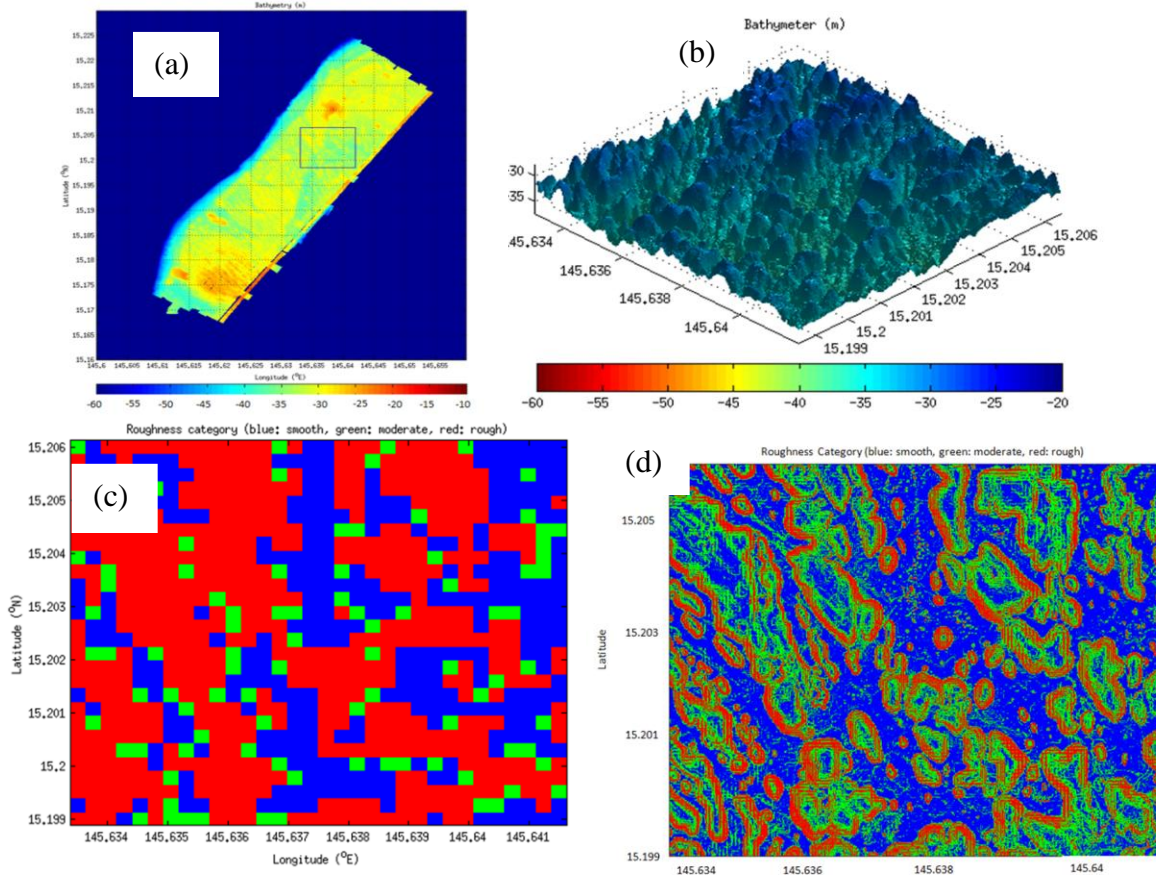 Bathymetry (m)
(a)
15.225
15.22
15.215
15.21
15.205
15.2
15.195
15.19
15.185
15.18
15.175
15.17
15.16
Latitude (⁰N)
145.6 145.605 145.61 145.615 145.62 145.625 145.63 145.635 145.64 145.645 145.65 145.655
Longitude (⁰E)
-60 -55 -50 -45 -40 -35 -30 -25 -20 -15 -10
Bathymeter (m)
(b)
-30
-35
45.634
145.636
145.638
145.64
15.206
15.205
15.204
15.203
15.202
15.201
15.2
15.199
-60 -55 -50 -45 -40 -35 -30 -25 -20
Roughness category (blue: smooth, green: moderate, red: rough)
(c)
15.206
15.205
15.204
15.203
15.202
15.201
15.2
15.199
Latitude (⁰N)
145.634 145.635 145.636 145.637 145.638 145.639 145.64 145.641
Longitude (⁰E)
(d)
Roughness Category (blue: smooth, green: moderate, red: rough)
15.205
15.203
15.201
15.199
Latitude
145.634 145.636 145.638 145.64